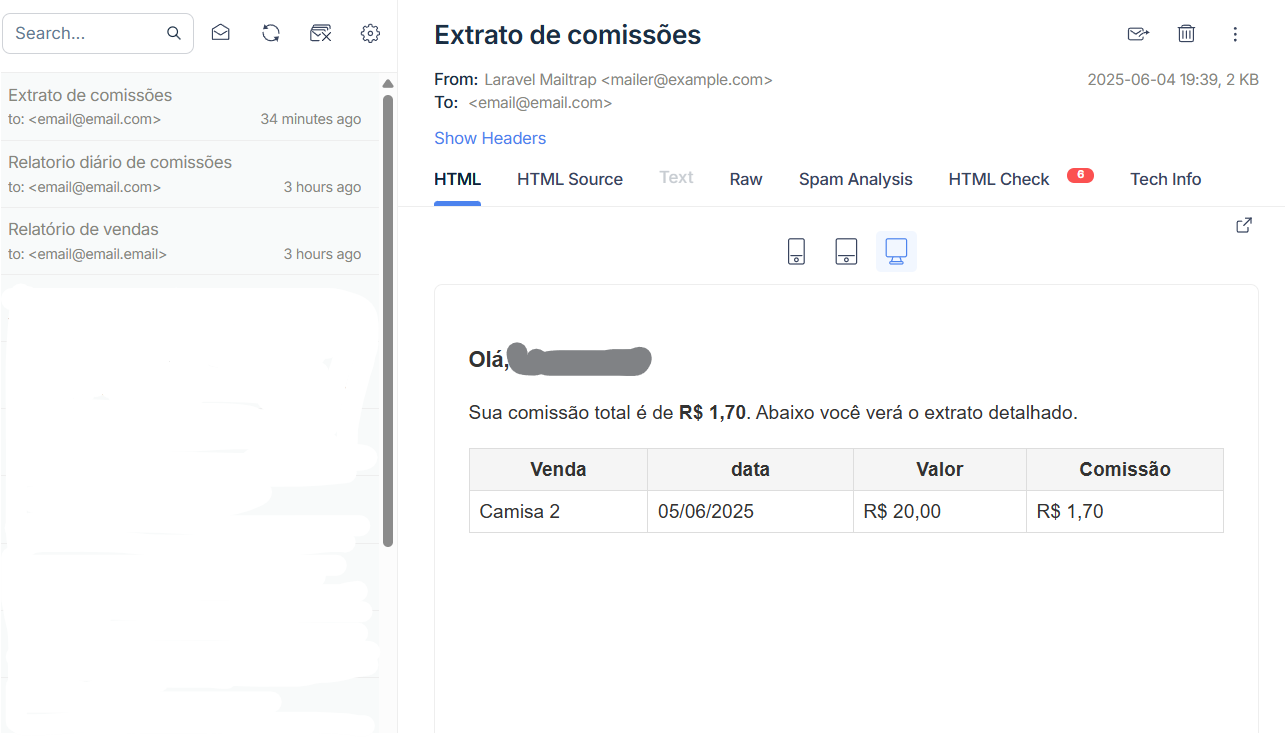 Search...
Extrato de comissões
to: <email@email.com> 34 minutes ago
Relatorio diário de comissões
to: <email@email.com> 3 hours ago
Relatório de vendas
to: <email@email.email> 3 hours ago
Extrato de comissões
From: Laravel Mailtrap <mailer@example.com> 2025-06-04 19:39, 2 KB
To: <email@email.com>
Show Headers
HTML HTML Source Text Raw Spam Analysis HTML Check 6 Tech Info
Olá,
Sua comissão total é de R$ 1,70. Abaixo você verá o extrato detalhado.
Venda data Valor Comissão
Camisa 2 05/06/2025 R$ 20,00 R$ 1,70